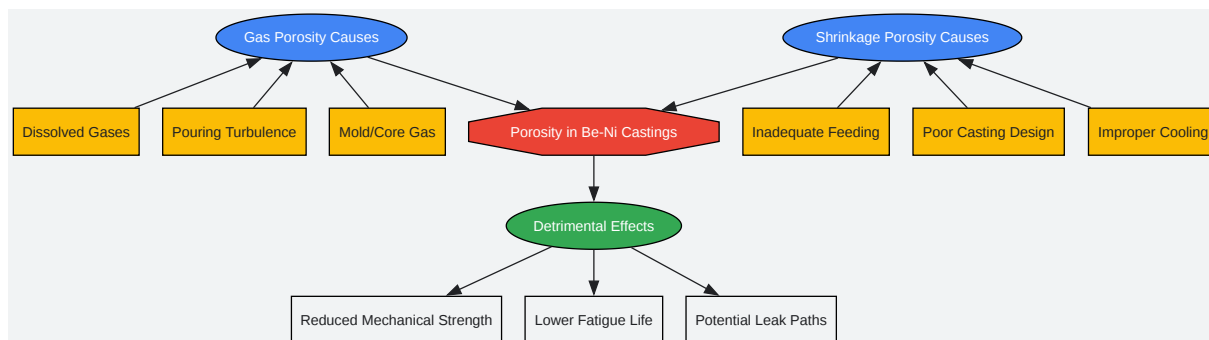 Gas Porosity Causes
Shrinkage Porosity Causes
Dissolved Gases
Pouring Turbulence
Mold/Core Gas
Porosity in Be-Ni Castings
Inadequate Feeding
Poor Casting Design
Improper Cooling
Detrimental Effects
Reduced Mechanical Strength
Lower Fatigue Life
Potential Leak Paths